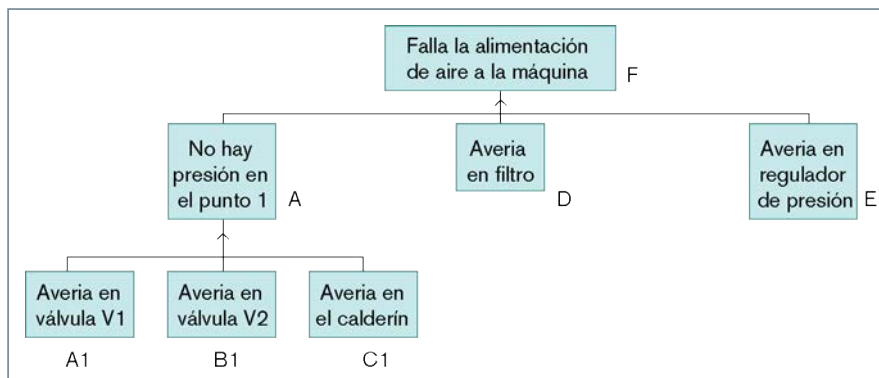 Falla la alimentación
de aire a la máquina
F
No hay
presión en
el punto 1
A
Averia
en filtro
D
Averia en
regulador
de presión
E
Averia en
válvula V1
A1
Averia en
válvula V2
B1
Averia en
el calderín
C1